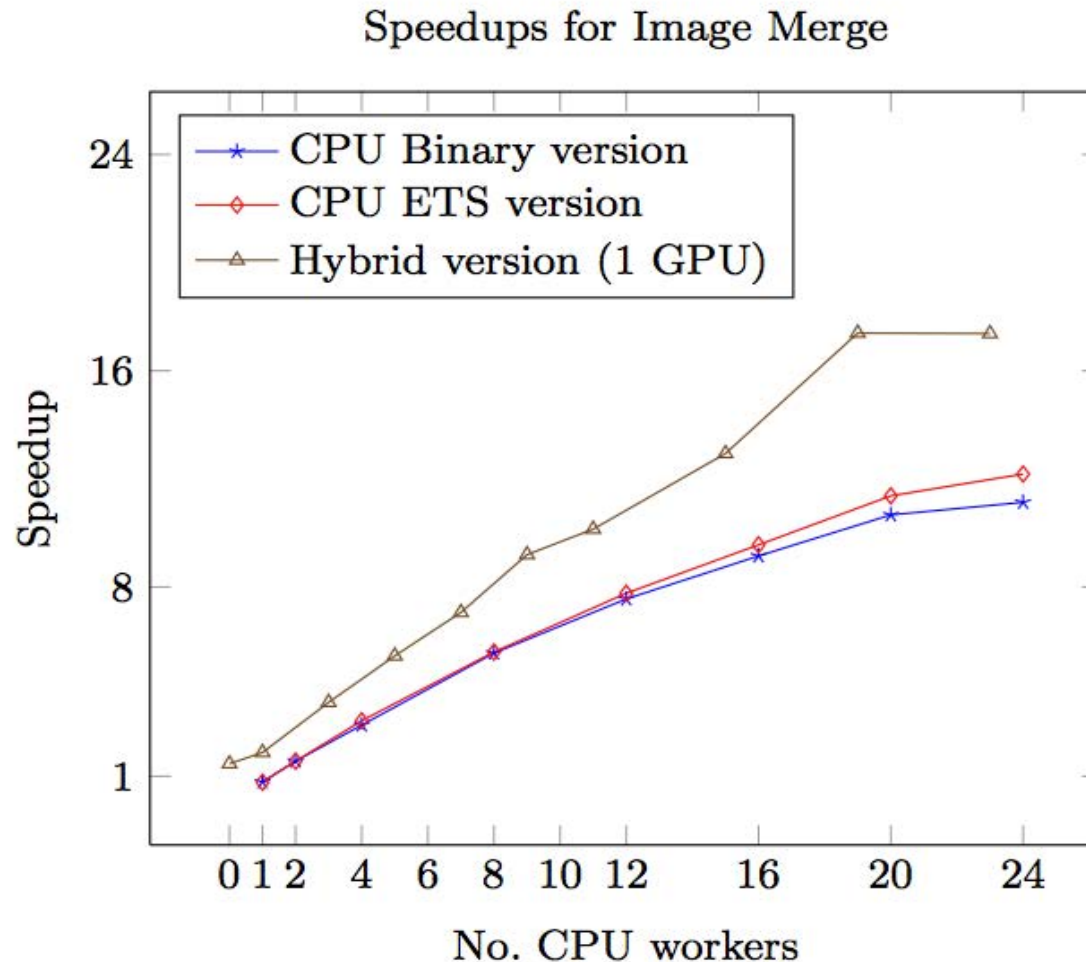 Speedups for Image Merge
CPU Binary version
CPU ETS version
Hybrid version (1 GPU)
24
16
8
1
Speedup
0 1 2 4 6 8 10 12 16 20 24
No. CPU workers